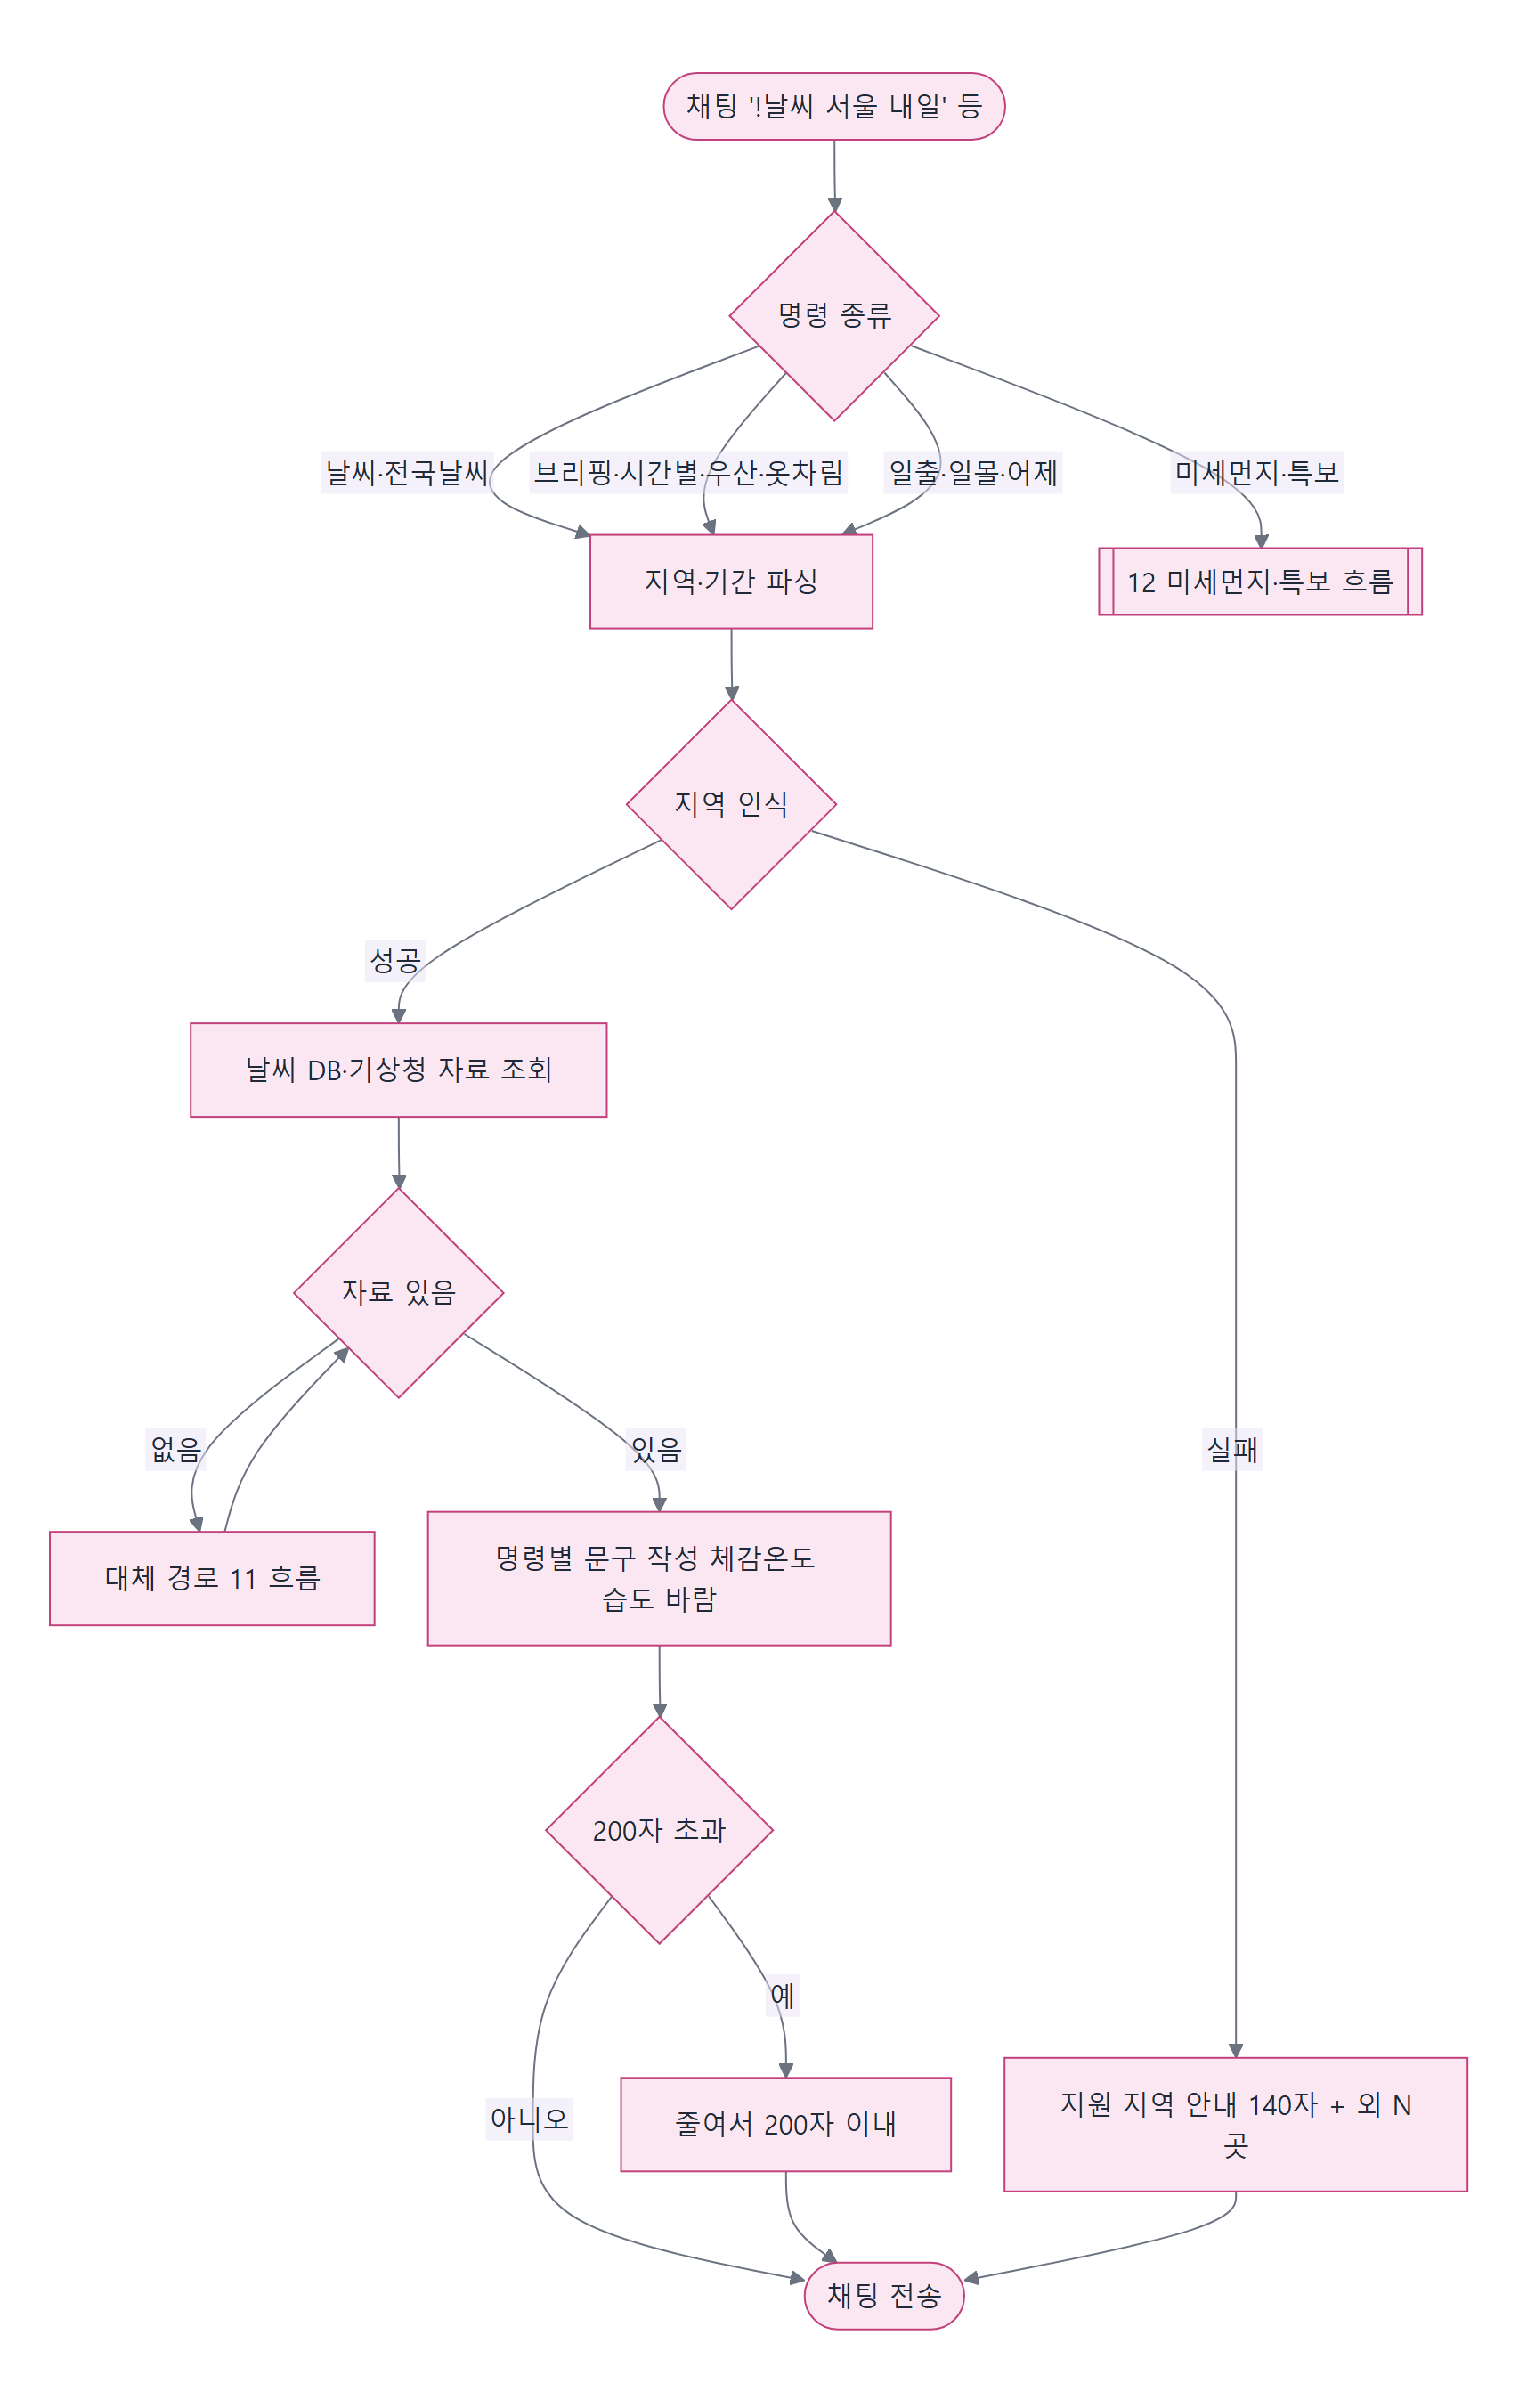 채팅 '!날씨 서울 내일' 등
명령 종류
날씨·전국날씨
브리핑·시간별·우산·옷차림
일출·일몰·어제
미세먼지·특보
지역·기간 파싱
12 미세먼지·특보 흐름
지역 인식
성공
날씨 DB·기상청 자료 조회
자료 있음
없음
있음
실패
대체 경로 11 흐름
명령별 문구 작성 체감온도
습도 바람
200자 초과
예
아니오
줄여서 200자 이내
지원 지역 안내 140자 + 외 N
곳
채팅 전송